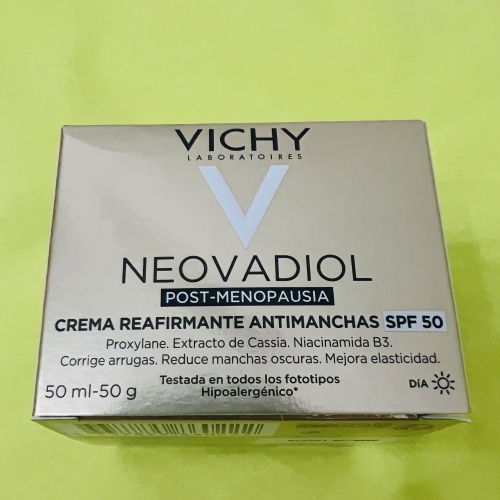 VICHY
LABORATOIRES
NEOVADIOL
POST-MENOPAUSIA
CREMA REAFIRMANTE ANTIMANCHAS SPF 50
Proxylane. Extracto de Cassia. Niacinamida B3.
Corrige arrugas. Reduce manchas oscuras. Mejora elasticidad.
Testada en todos los fototipos
Hipoalergénico*
50 ml-50 g
DÍA